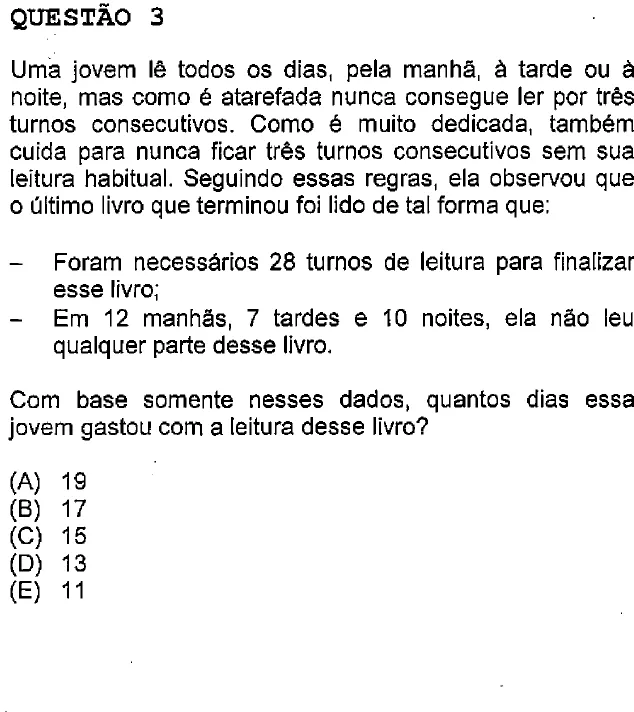 QUESTÃO 3
Uma jovem lê todos os dias, pela manhã, à tarde ou à
noite, mas como é atarefada nunca consegue ler por três
turnos consecutivos. Como é muito dedicada, também
cuida para nunca ficar três turnos consecutivos sem sua
leitura habitual. Seguindo essas regras, ela observou que
o último livro que terminou foi lido de tal forma que:
– Foram necessários 28 turnos de leitura para finalizar
esse livro;
– Em 12 manhãs, 7 tardes e 10 noites, ela não leu
qualquer parte desse livro.
Com base somente nesses dados, quantos dias essa
jovem gastou com a leitura desse livro?
(A) 19
(B) 17
(C) 15
(D) 13
(E) 11